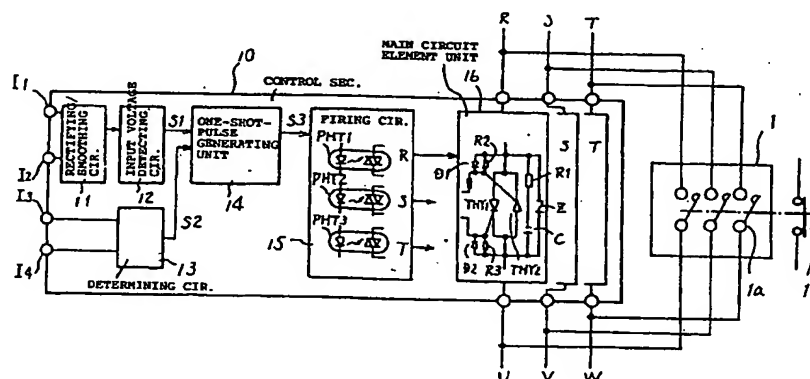 R
S
T
MAIN CIRCUIT
ELEMENT UNIT
10
16
CONTROL SEC.
I1
RECTIFYING/
SMOOTHING
CIR.
INPUT VOLTAGE
DETECTING
CIR.
S1
ONE-SHOT-
PULSE
GENERATING
UNIT
S3
FIRING CIR.
PHT1
R
PHT2
S
PHT3
T
R2
D1
R1
THY1
Z
C
D2
R3
THY2
S
T
1
1a
I2
11
12
14
15
I3
S2
I4
13
DETERMINING CIR.
U
V
W